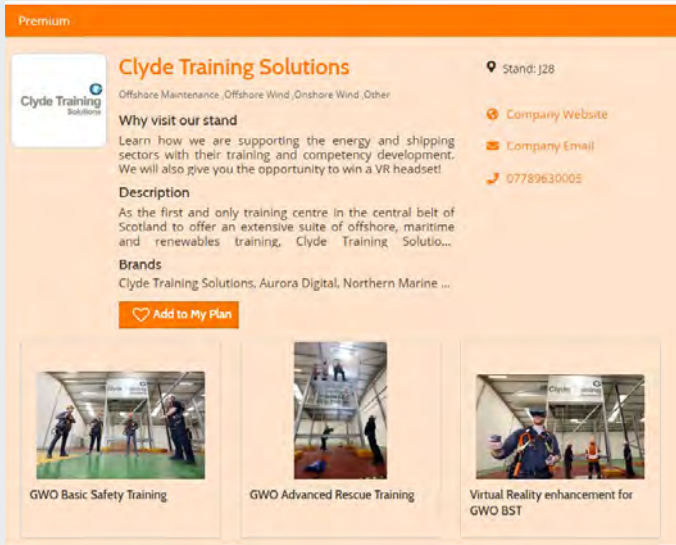 Premium
Clyde Training
Solutions
Clyde Training Solutions
Offshore Maintenance ,Offshore Wind ,Onshore Wind ,Other
Why visit our stand
Learn how we are supporting the energy and shipping
sectors with their training and competency development.
We will also give you the opportunity to win a VR headset!
Description
As the first and only training centre in the central belt of
Scotland to offer an extensive suite of offshore, maritime
and renewables training, Clyde Training Solutio...
Brands
Clyde Training Solutions, Aurora Digital, Northern Marine ...
Add to My Plan
Stand: J28
Company Website
Company Email
07789630005
GWO Basic Safety Training
GWO Advanced Rescue Training
Virtual Reality enhancement for
GWO BST